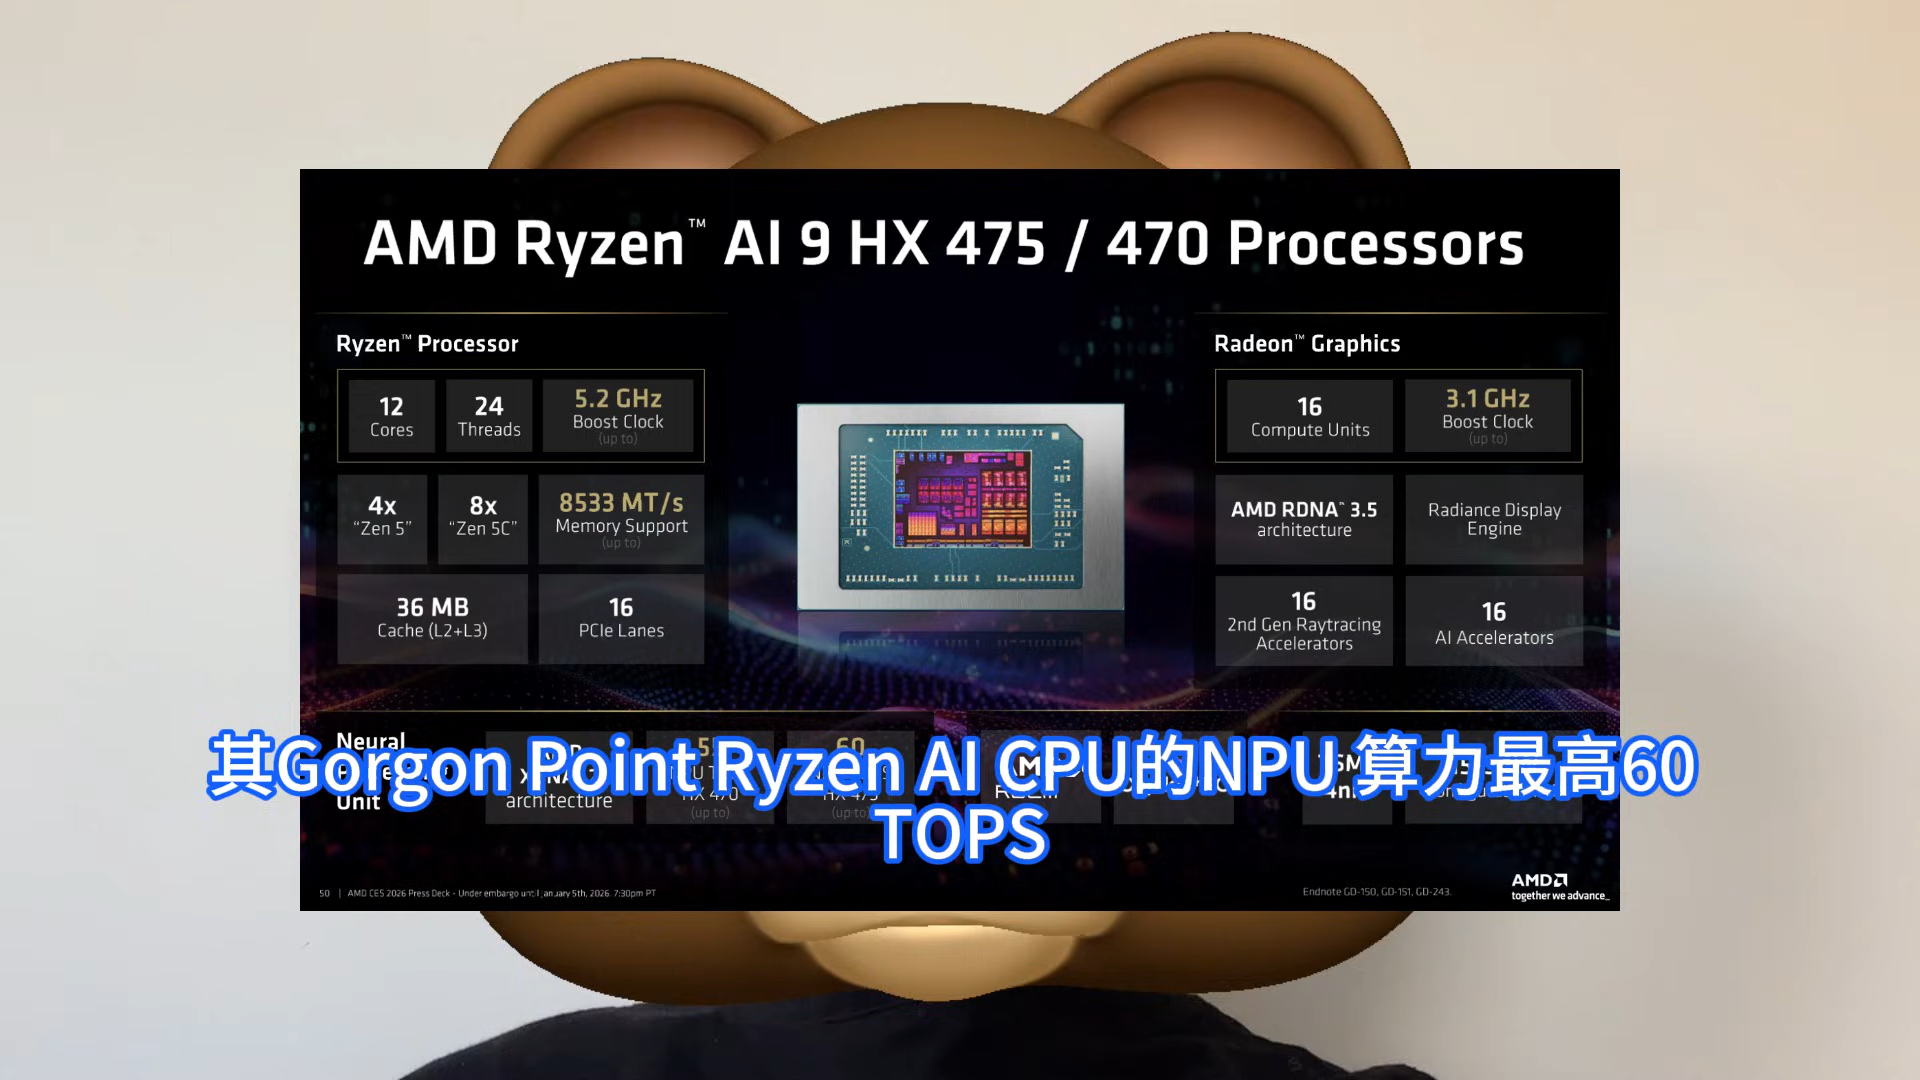 AMD Ryzen™ AI 9 HX 475 / 470 Processors
Ryzen™ Processor
12
Cores
24
Threads
5.2 GHz
Boost Clock
(up to)
4x
“Zen 5”
8x
“Zen 5C”
8533 MT/s
Memory Support
(up to)
36 MB
Cache (L2+L3)
16
PCIe Lanes
Radeon™ Graphics
16
Compute Units
3.1 GHz
Boost Clock
(up to)
AMD RDNA™ 3.5
architecture
Radiance Display
Engine
16
2nd Gen Raytracing
Accelerators
16
AI Accelerators
Neural
Unit
architecture
HX 470
(up to)
60
HX 475
(up to)
4nm
其Gorgon Point Ryzen AI CPU的NPU 算力最高60
TOPS
50 | AMD CES 2026 Press Deck - Under embargo until January 5th, 2026. 7:30pm PT
Endnote GD-150, GD-151, GD-243.
AMD
together we advance_